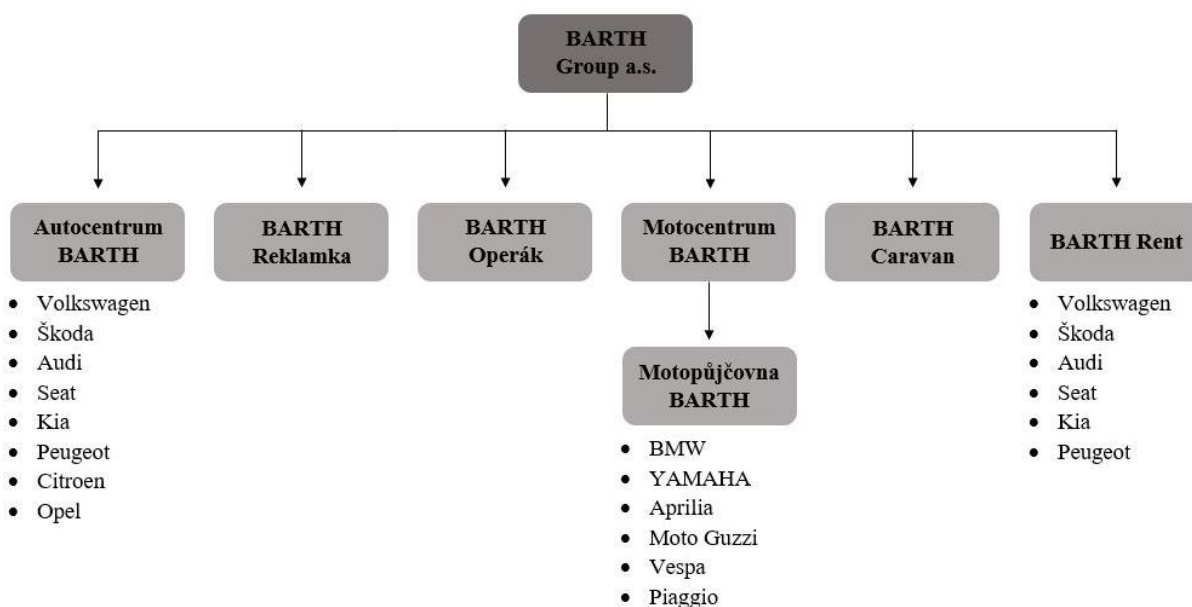 BARTH
Group a.s.
Autocentrum
BARTH
BARTH
Reklamka
BARTH
Operák
Motocentrum
BARTH
BARTH
Caravan
BARTH Rent
• Volkswagen
• Škoda
• Audi
• Seat
• Kia
• Peugeot
• Citroen
• Opel
Motopůjčovna
BARTH
• BMW
• YAMAHA
• Aprilia
• Moto Guzzi
• Vespa
• Piaggio
• Volkswagen
• Škoda
• Audi
• Seat
• Kia
• Peugeot